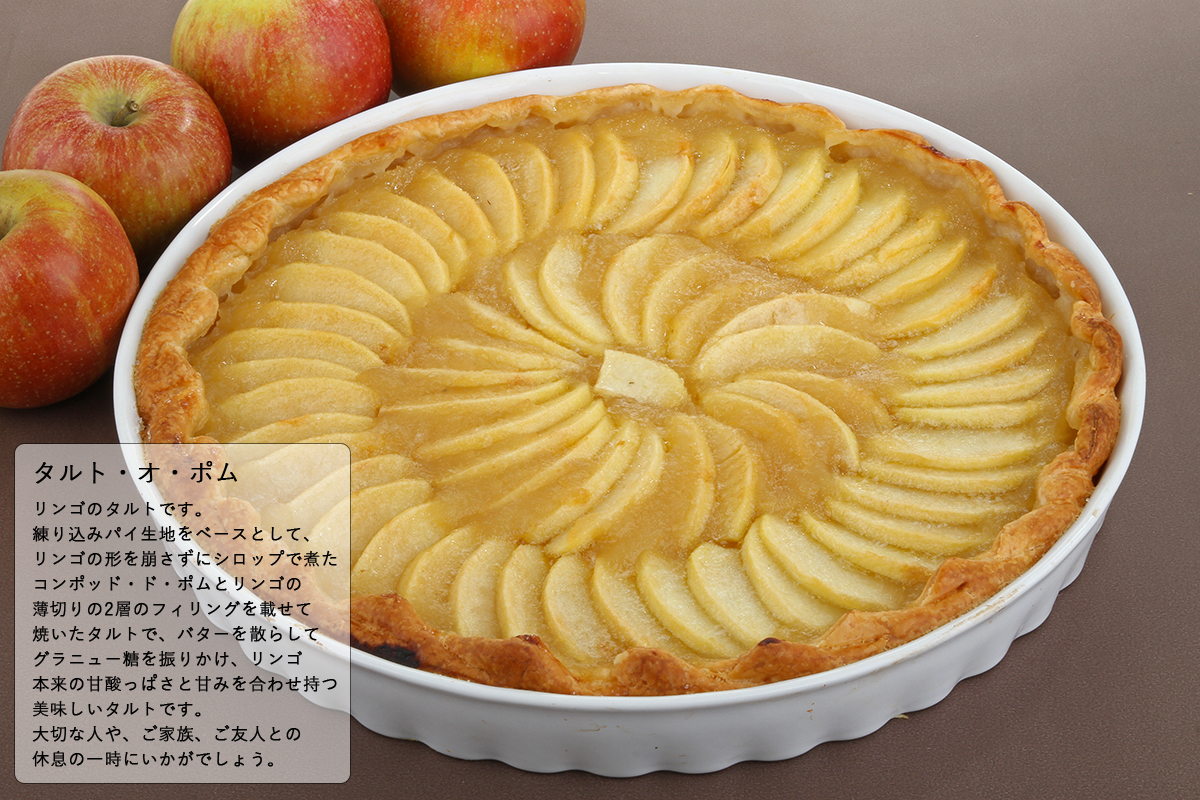 タルト・オ・ポム
リンゴのタルトです。
練り込みパイ生地をベースとして、
リンゴの形を崩さずにシロップで煮た
コンポッド・ド・ポムとリンゴの
薄切りの2層のフィリングを載せて
焼いたタルトで、バターを散らして
グラニュー糖を振りかけ、リンゴ
本来の甘酸っぱさと甘みを合わせ持つ
美味しいタルトです。
大切な人や、ご家族、ご友人との
休息の一時にいかがでしょう。